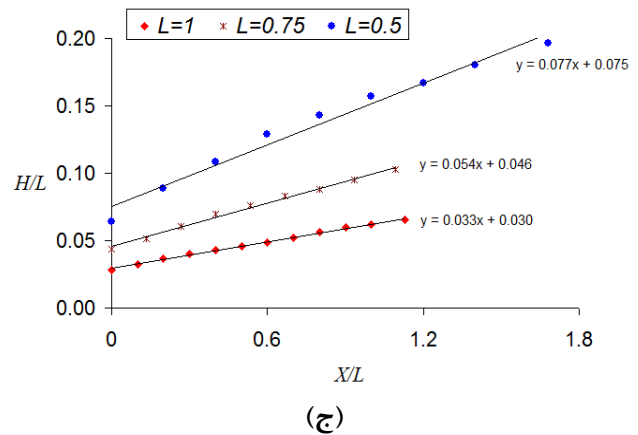 L=1 L=0.75 L=0.5
0.20
y = 0.077x + 0.075
0.15
H/L
0.10
y = 0.054x + 0.046
0.05
y = 0.033x + 0.030
0.00
0 0.6 1.2 1.8
X/L
(ج)